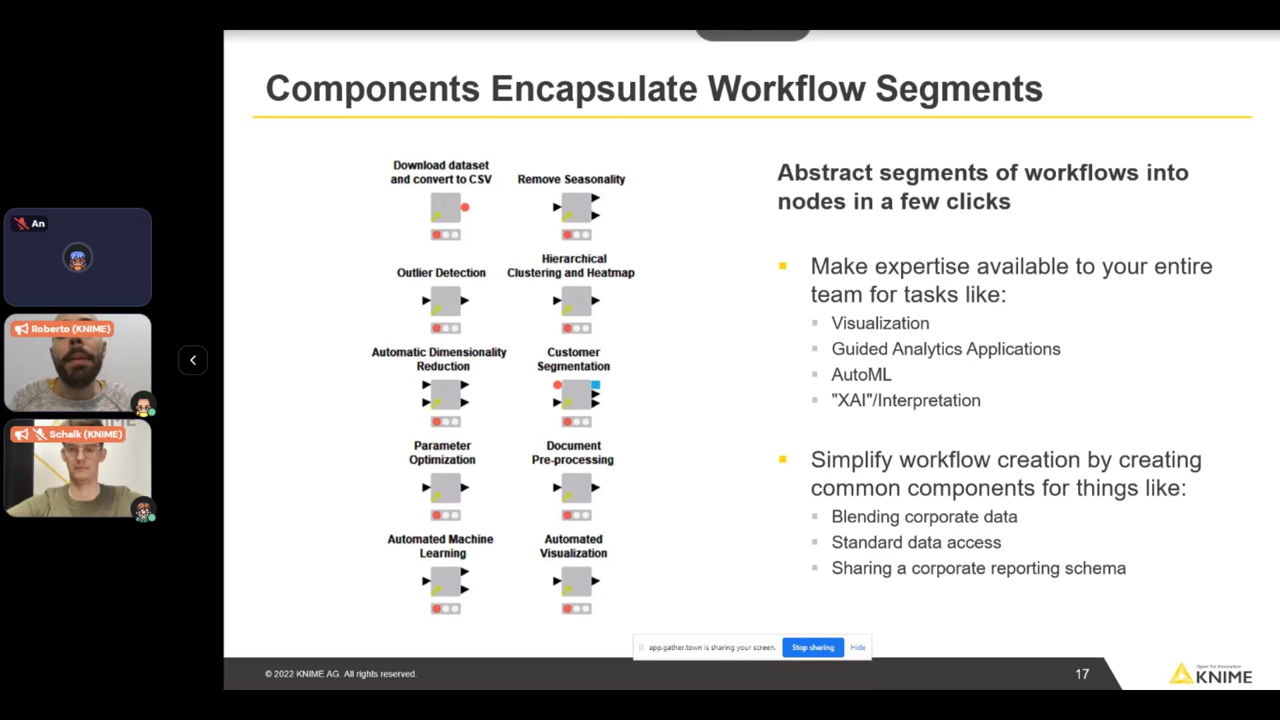 Components Encapsulate Workflow Segments
An
Roberto (KNIME)
Schalk (KNIME)
Download dataset
and convert to CSV
Remove Seasonality
Outlier Detection
Hierarchical
Clustering and Heatmap
Automatic Dimensionality
Reduction
Customer
Segmentation
Parameter
Optimization
Document
Pre-processing
Automated Machine
Learning
Automated
Visualization
Abstract segments of workflows into
nodes in a few clicks
Make expertise available to your entire
team for tasks like:
Visualization
Guided Analytics Applications
AutoML
"XAI"/Interpretation
Simplify workflow creation by creating
common components for things like:
Blending corporate data
Standard data access
Sharing a corporate reporting schema
app.gather.town is sharing your screen.
Stop sharing
Hide
© 2022 KNIME AG. All rights reserved.
17
Open for Innovation
KNIME